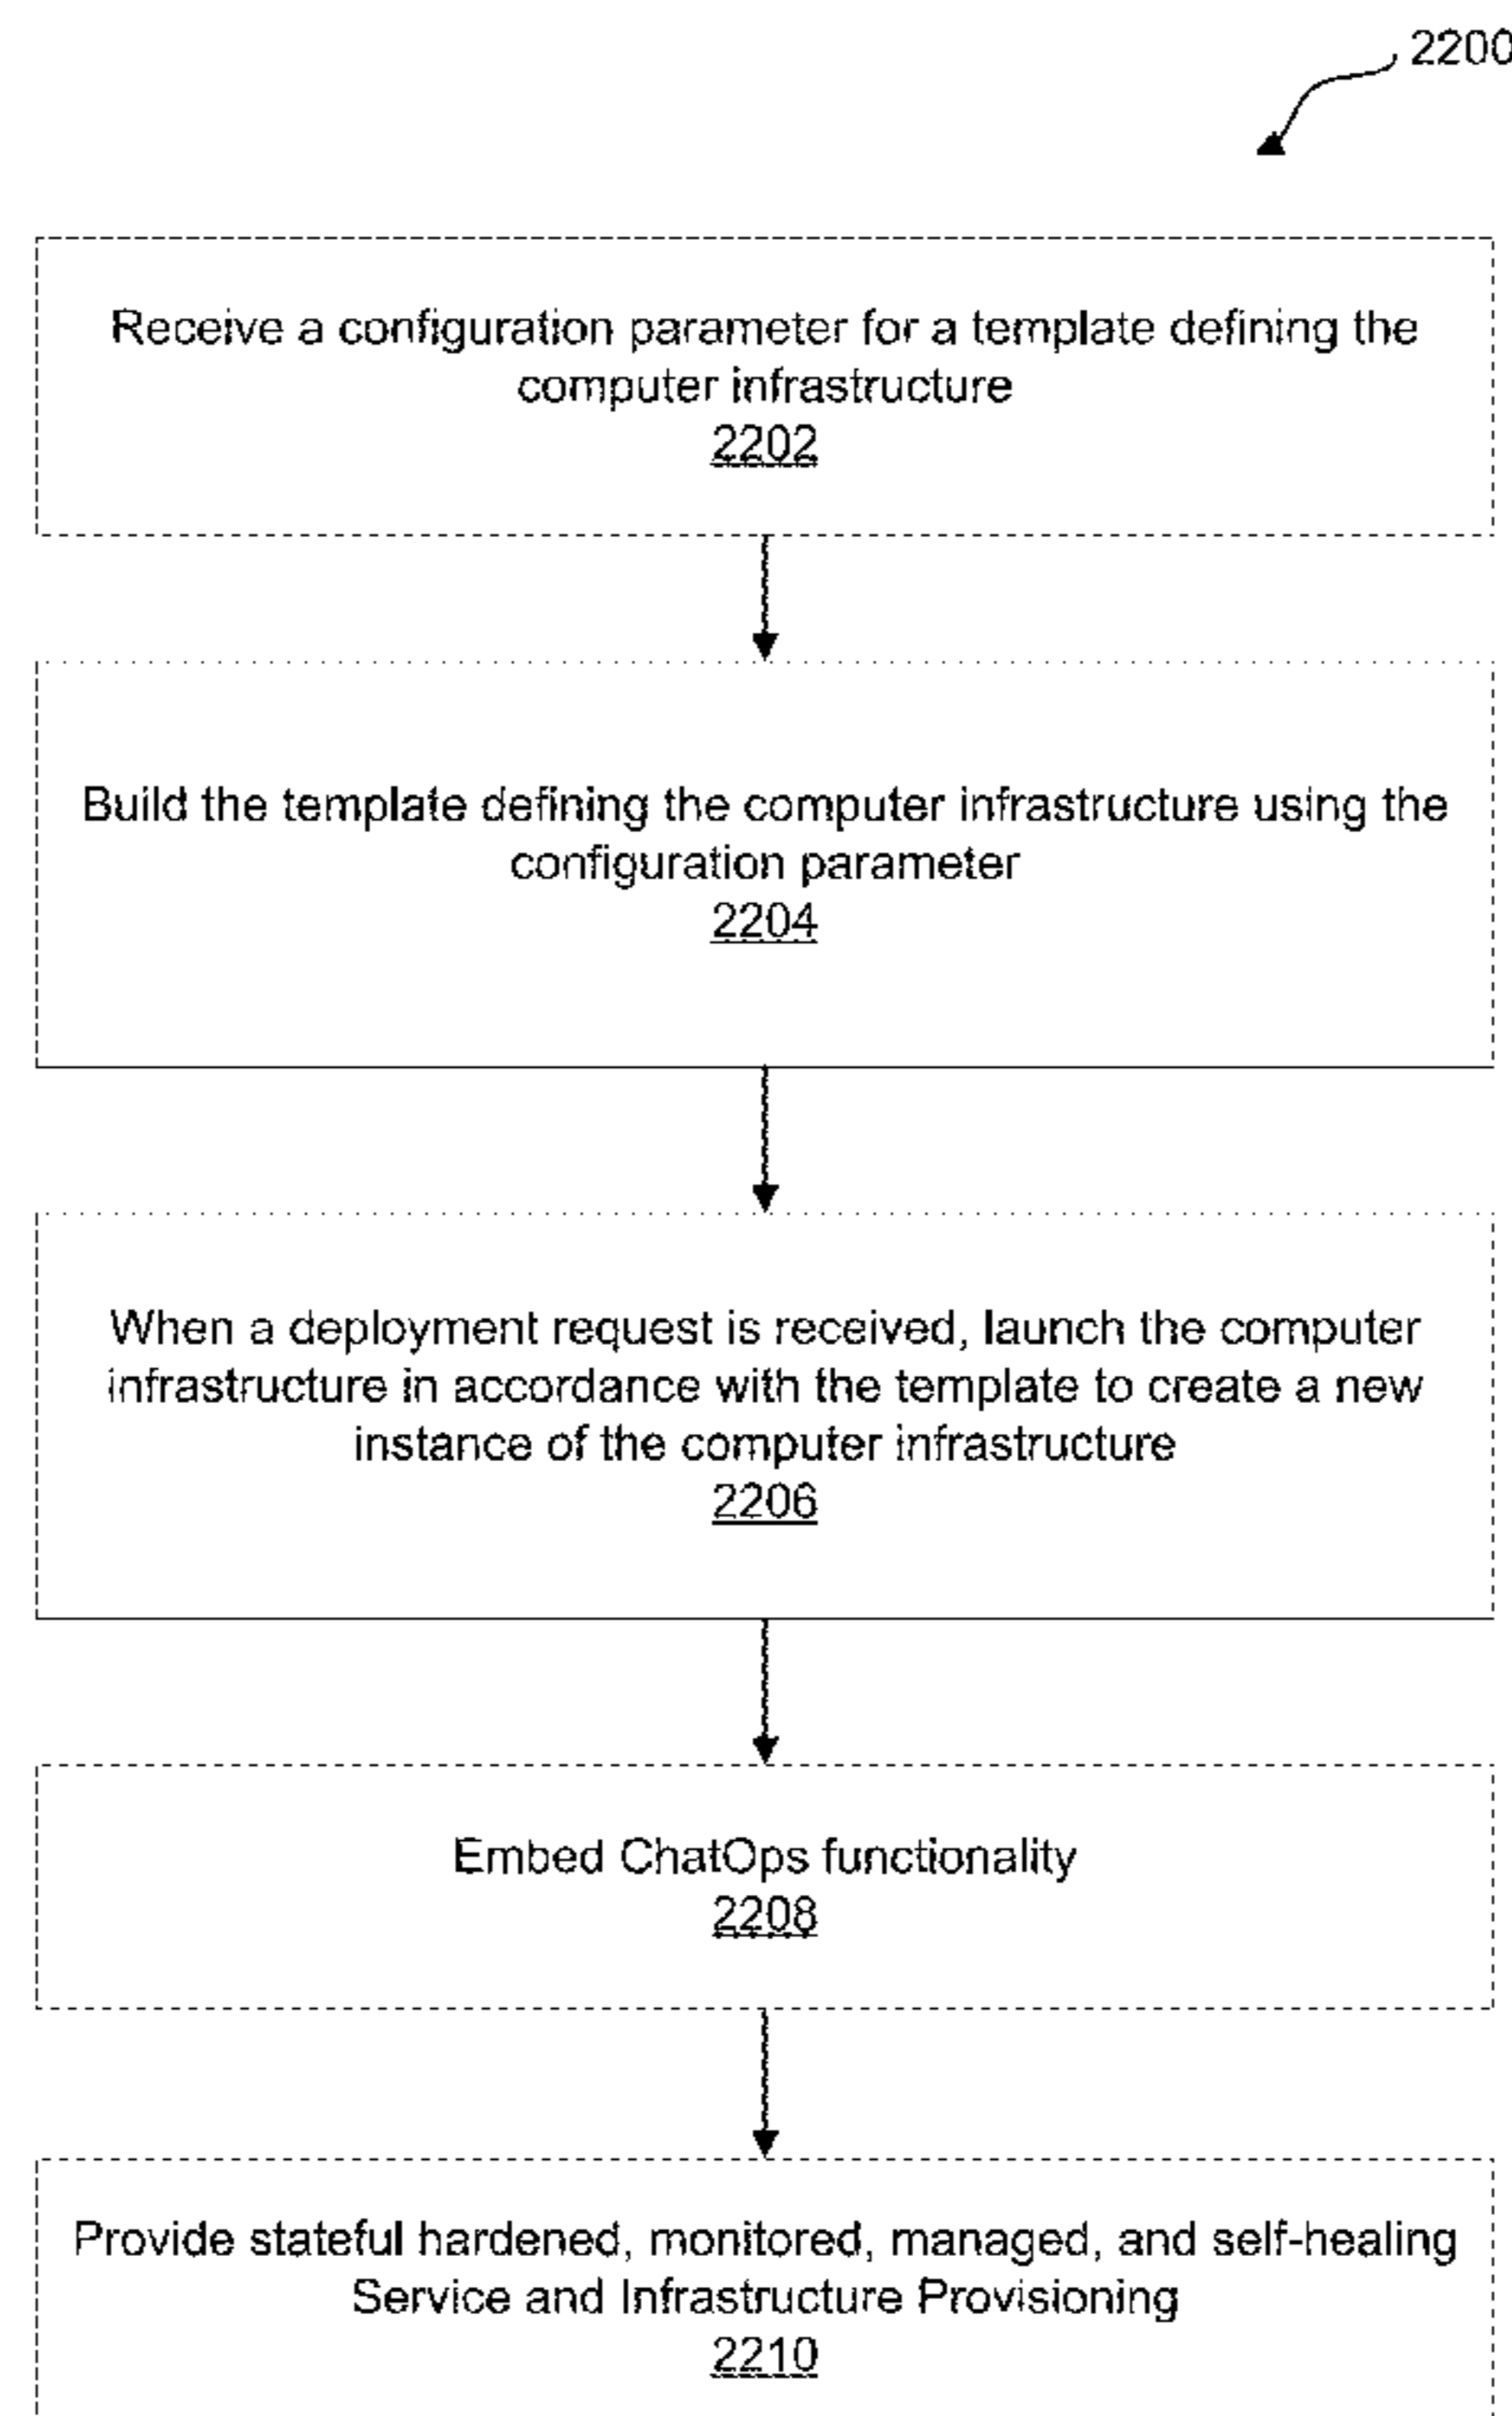 2200
Receive a configuration parameter for a template defining the
computer infrastructure
2202
Build the template defining the computer infrastructure using the
configuration parameter
2204
When a deployment request is received, launch the computer
infrastructure in accordance with the template to create a new
instance of the computer infrastructure
2206
Embed ChatOps functionality
2208
Provide stateful hardened, monitored, managed, and self-healing
Service and Infrastructure Provisioning
2210